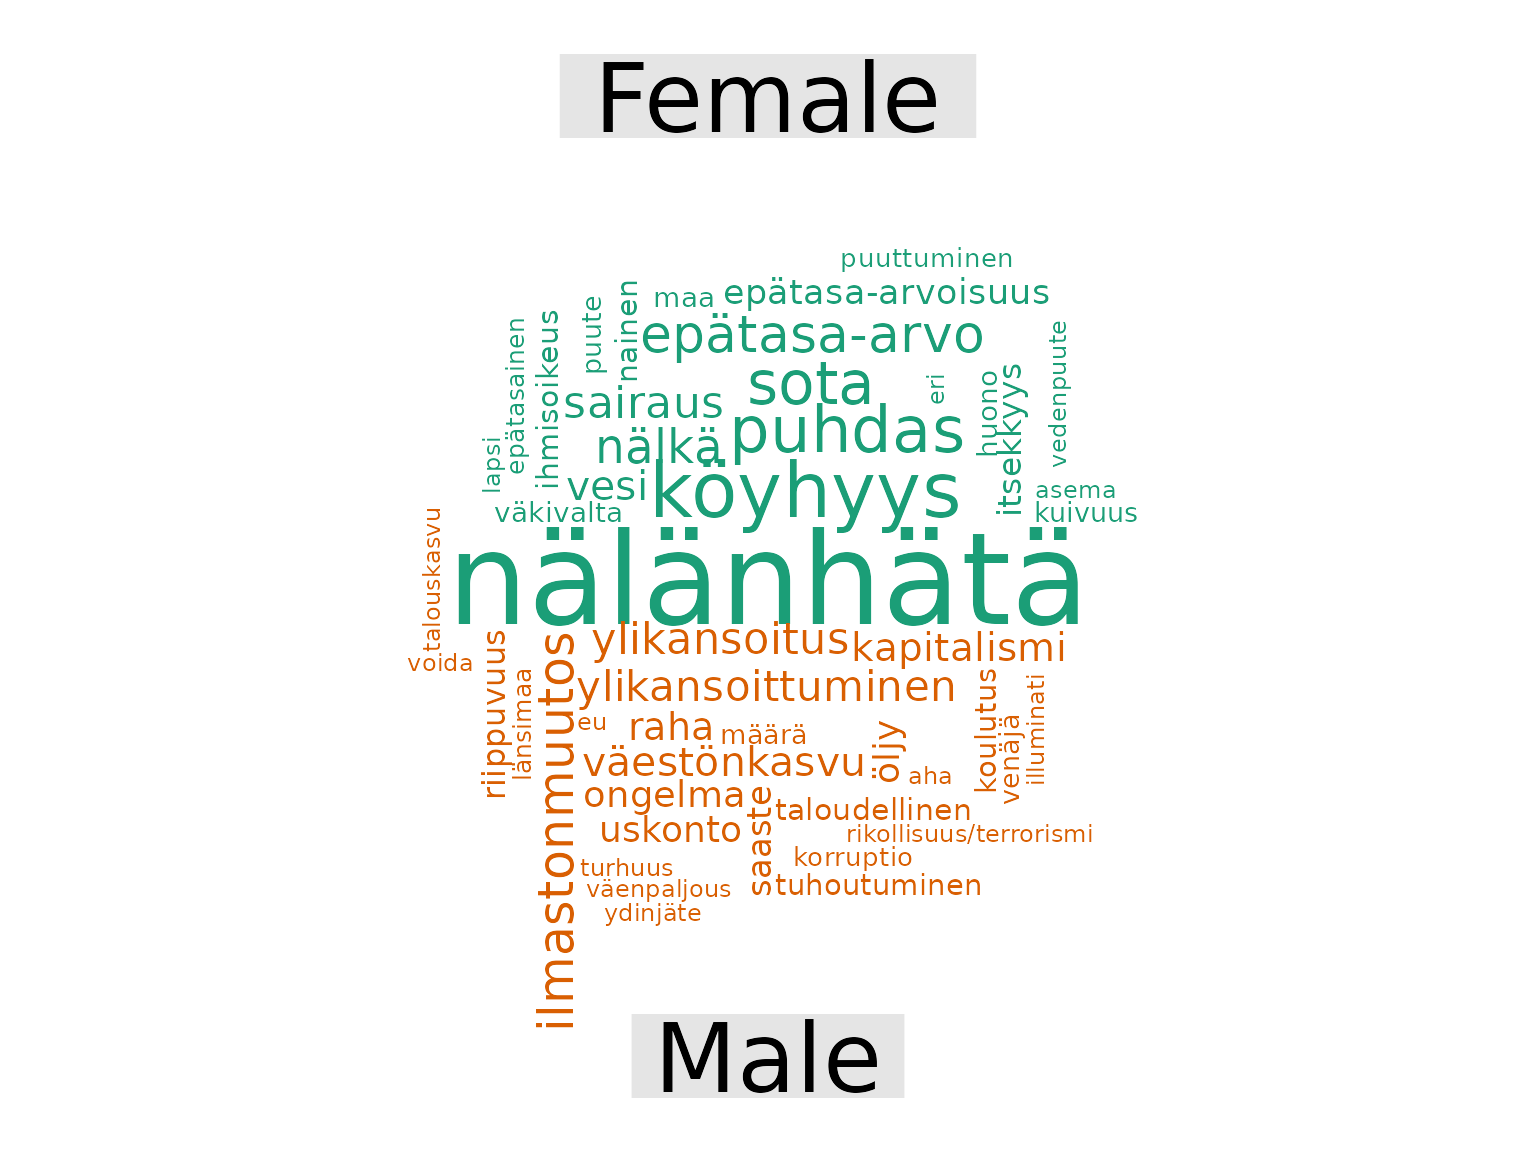 Female
puuttuminen
maa epätasa-arvoisuus
nainen
puute
epätasa-arvo
ihmisoikeus
epätasainen
vedenpuute
sota
eri
sairaus
huono
itsekkyys
puhdas
nälkä
lapsi
vesi köyhyys
asema
väkivalta
kuivuus
nälänhätä
talouskasvu
voida
ylikansoitus kapitalismi
riippuvuus
länsimaa
ilmastonmuutos
ylikansoittuminen
koulutus
venäjä
illuminati
eu raha määrä
öljy
väestönkasvu
aha
ongelma
saaste
taloudellinen
uskonto
rikollisuus/terrorismi
korruptio
turhuus
väenpaljous
tuhoutuminen
ydinjäte
Male